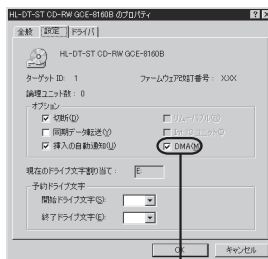 HL-DT-ST CD-RW GCE-8160B のプロパティ
全般 設定 ドライバ
HL-DT-ST CD-RW GCE-8160B
ターゲット ID: 1 ファームウェア改訂番号: XXX
論理ユニット数: 0
オプション
切断(D) リムーバブル(R)
同期データ転送(Y)
挿入の自動通知(U) DMA(M)
現在のドライブ文字割り当て: E:
予約ドライブ文字
開始ドライブ文字(S):
終了ドライブ文字(E):
OK キャンセル